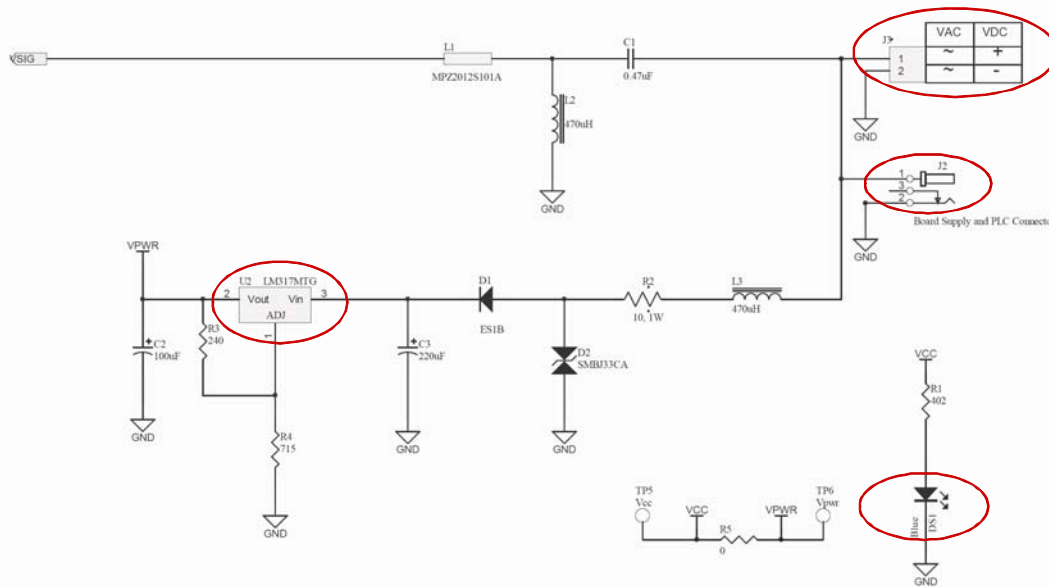 VSIG
L1
MPZ2012S101A
C1
0.47uF
L2
470uH
GND
J3
VAC VDC
1 ~ +
2 ~ -
GND
J2
1
3
2
Board Supply and PLC Connecto
GND
VPWR
U2 LM317MTG
2 Vout Vin 3
ADJ
1
R3
240
C2
100uF
GND
R4
715
GND
C3
220uF
GND
D1
ES1B
D2
SMBJ33CA
GND
R2
10, 1W
L3
470uH
VCC
R1
402
Blue
DS1
GND
TP5
Vcc
VCC
R5
0
VPWR
TP6
Vpwr